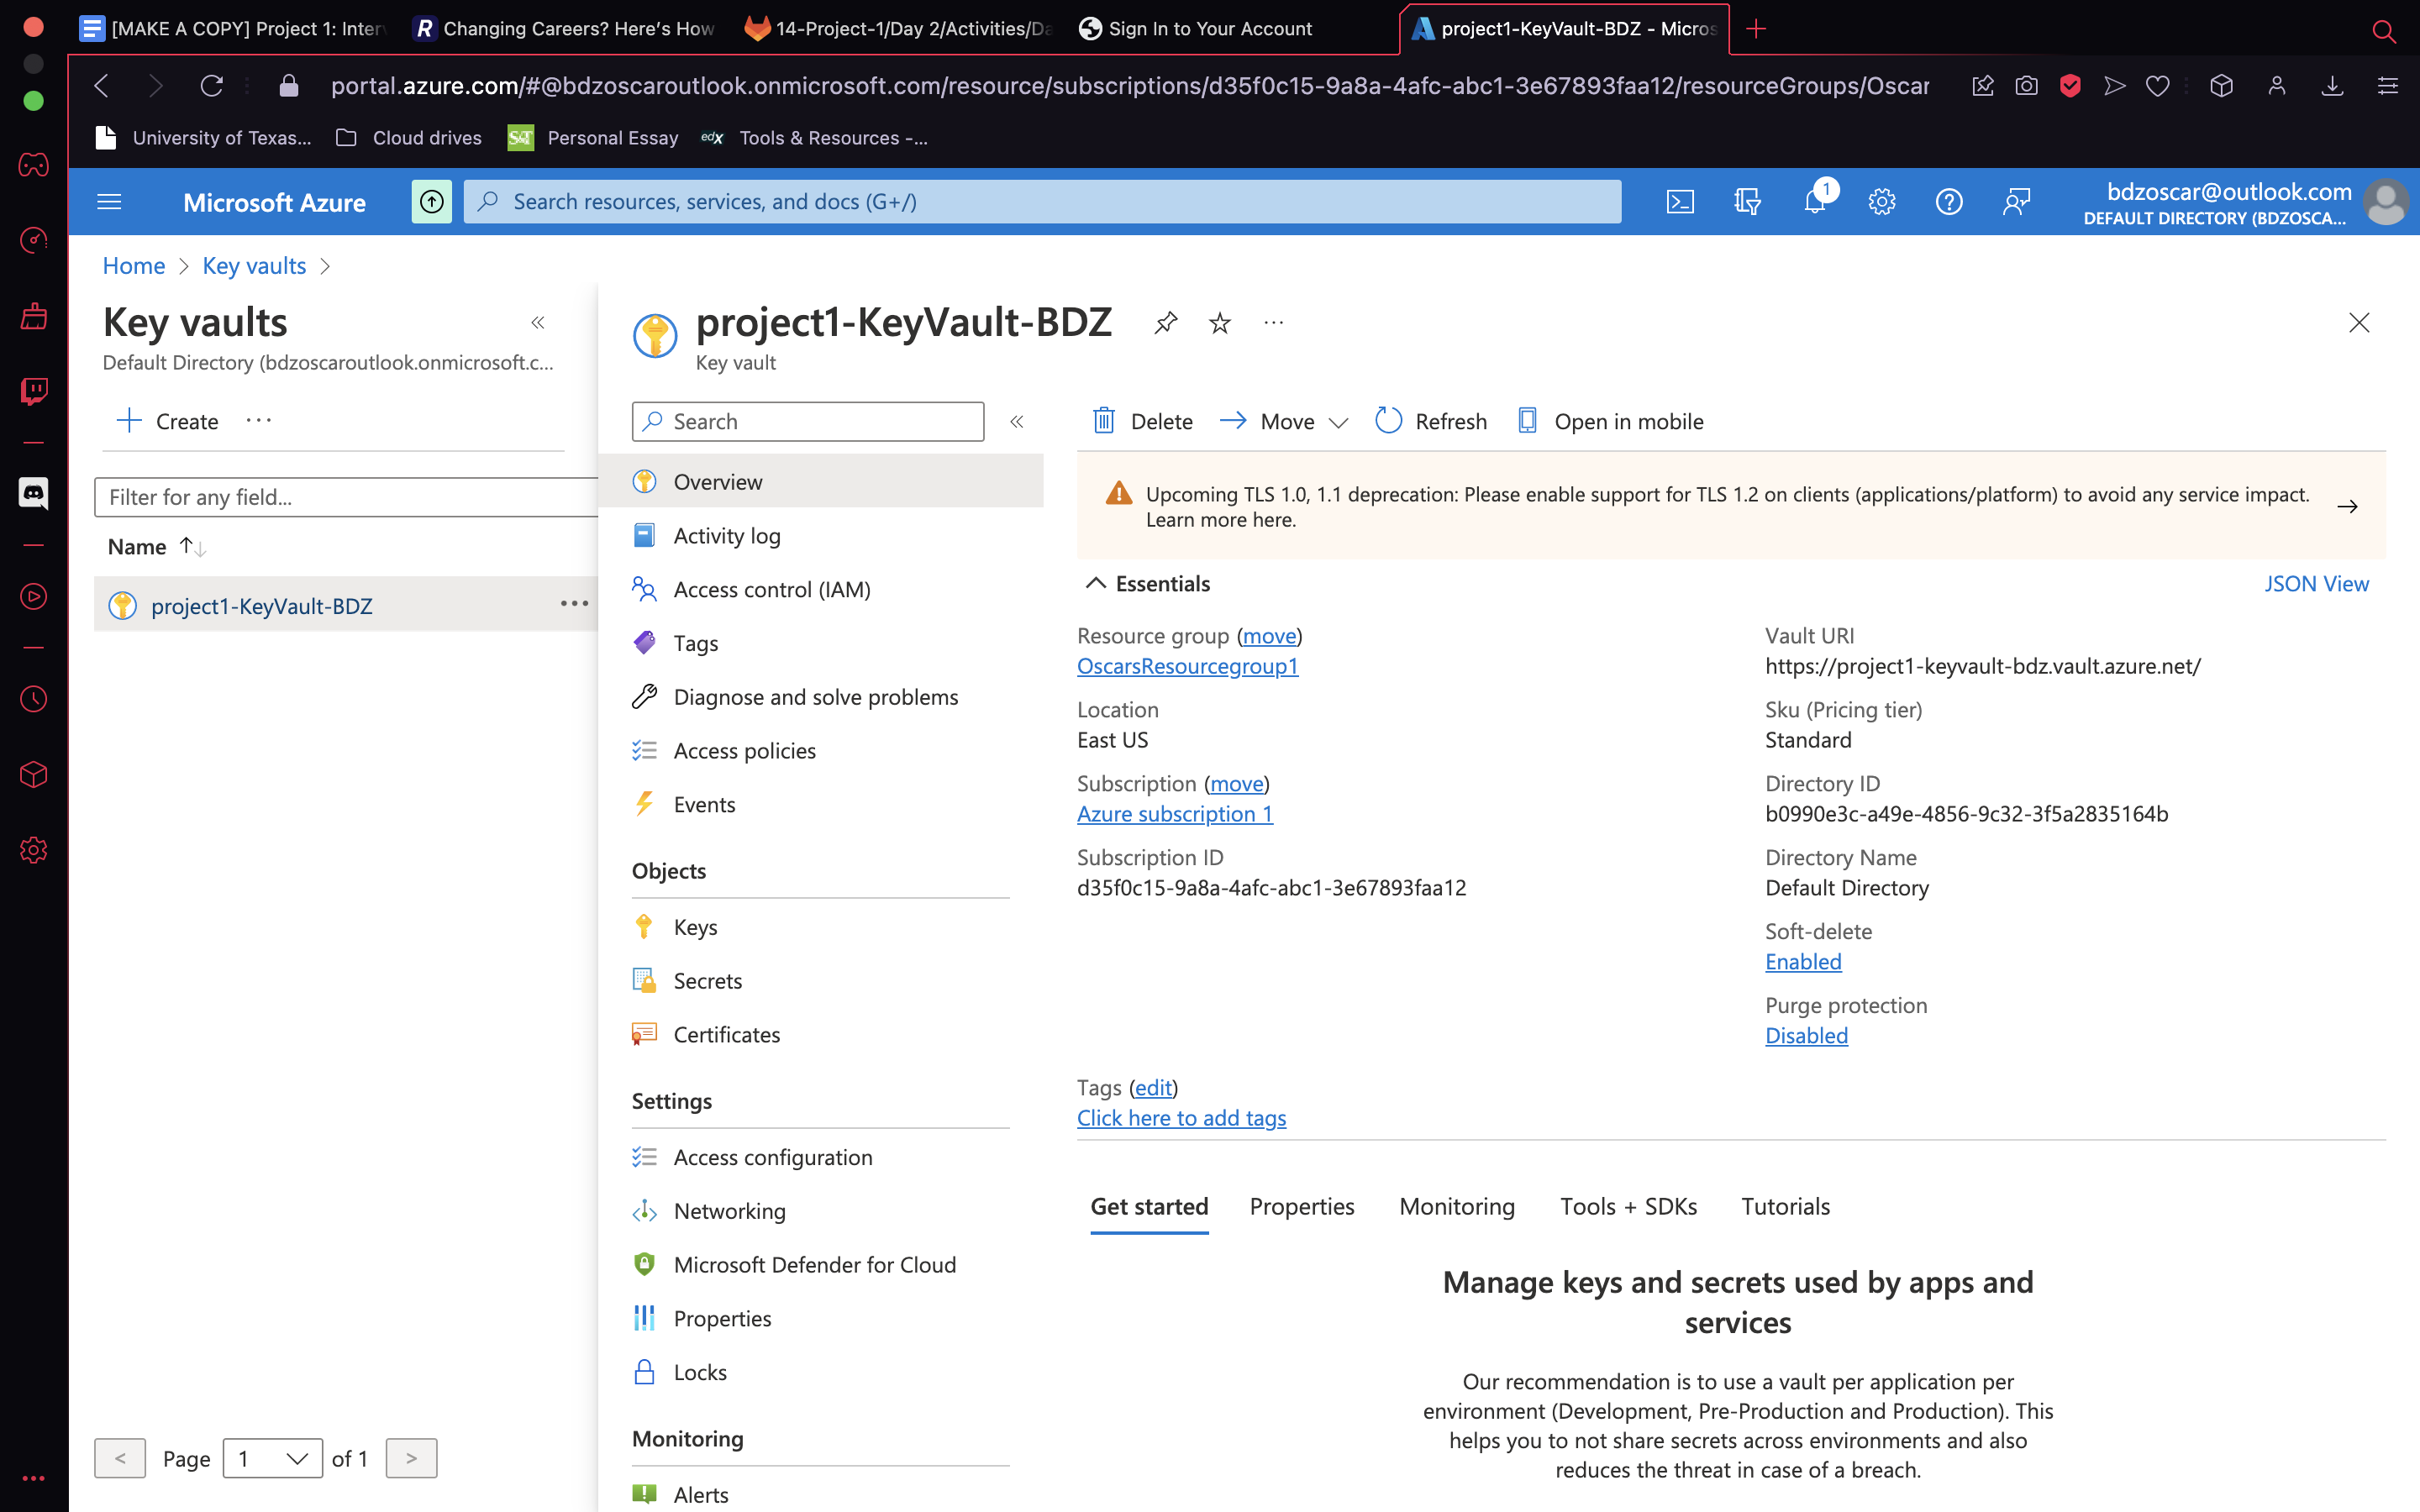 [MAKE A COPY] Project 1: Inter
Changing Careers? Here's How
14-Project-1/Day 2/Activities/Da
Sign In to Your Account
project1-KeyVault-BDZ - Micros
portal.azure.com/#@bdzoscaroutlook.onmicrosoft.com/resource/subscriptions/d35f0c15-9a8a-4afc-abc1-3e67893faa12/resourceGroups/Oscar
University of Texas...
Cloud drives
S&T
Personal Essay
edX
Tools & Resources -...
Microsoft Azure
Search resources, services, and docs (G+/)
1
bdzoscar@outlook.com
DEFAULT DIRECTORY (BDZOSCA...
Home > Key vaults >
Key vaults
Default Directory (bdzoscaroutlook.onmicrosoft.c...
Create
Filter for any field...
Name
project1-KeyVault-BDZ
< Page 1 of 1 >
project1-KeyVault-BDZ
Key vault
Search
Overview
Activity log
Access control (IAM)
Tags
Diagnose and solve problems
Access policies
Events
Objects
Keys
Secrets
Certificates
Settings
Access configuration
Networking
Microsoft Defender for Cloud
Properties
Locks
Monitoring
Alerts
Delete
Move
Refresh
Open in mobile
Upcoming TLS 1.0, 1.1 deprecation: Please enable support for TLS 1.2 on clients (applications/platform) to avoid any service impact.
Learn more here.
Essentials
JSON View
Resource group (move)
OscarsResourcegroup1
Location
East US
Subscription (move)
Azure subscription 1
Subscription ID
d35f0c15-9a8a-4afc-abc1-3e67893faa12
Vault URI
https://project1-keyvault-bdz.vault.azure.net/
Sku (Pricing tier)
Standard
Directory ID
b0990e3c-a49e-4856-9c32-3f5a2835164b
Directory Name
Default Directory
Soft-delete
Enabled
Purge protection
Disabled
Tags (edit)
Click here to add tags
Get started
Properties
Monitoring
Tools + SDKs
Tutorials
Manage keys and secrets used by apps and
services
Our recommendation is to use a vault per application per
environment (Development, Pre-Production and Production). This
helps you to not share secrets across environments and also
reduces the threat in case of a breach.